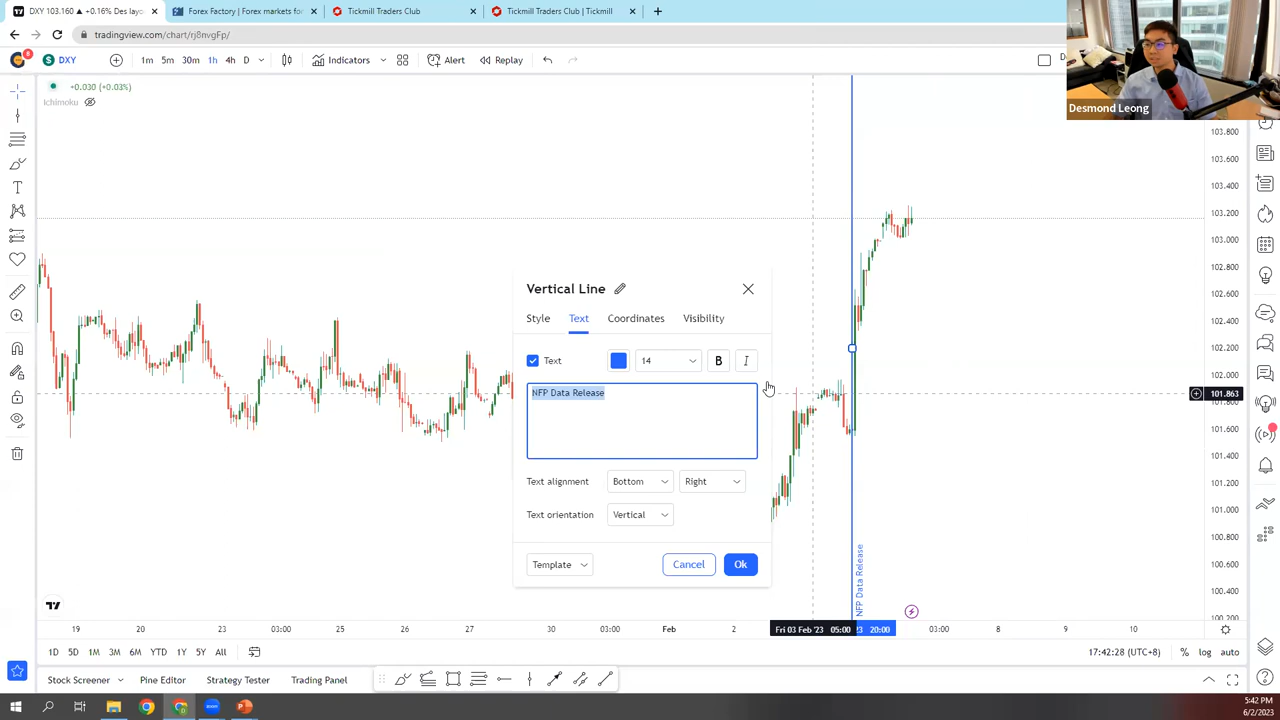 DXY 103.160 ▲ +0.16% Des layo
Forex Factory | Forex markets fo
Tickmill Traders Club
Tickmill Traders Club | Tickmill
tradingview.com/chart/rj8nvgFp/
8
DXY
1m 5m 30m 1h 4h D
Indicators
Alert
Replay
+0.030 (+0.03%)
Ichimoku
Desmond Leong
103.800
103.600
103.400
103.200
103.000
102.800
102.600
102.400
102.200
102.000
101.863
101.800
101.600
101.400
101.200
101.000
100.800
100.600
100.400
100.200
Vertical Line
Style Text Coordinates Visibility
Text 14 B I
NFP Data Release
Text alignment Bottom Right
Text orientation Vertical
Template Cancel Ok
NFP Data Release
19 03:00 23 03:00 25 26 27 30 03:00 Feb 2 Fri 03 Feb '23 05:00 23 20:00 03:00 8 9 10
1D 5D 1M 3M 6M YTD 1Y 5Y All
17:42:28 (UTC+8) % log auto
Stock Screener Pine Editor Strategy Tester Trading Panel
5:42 PM
6/2/2023